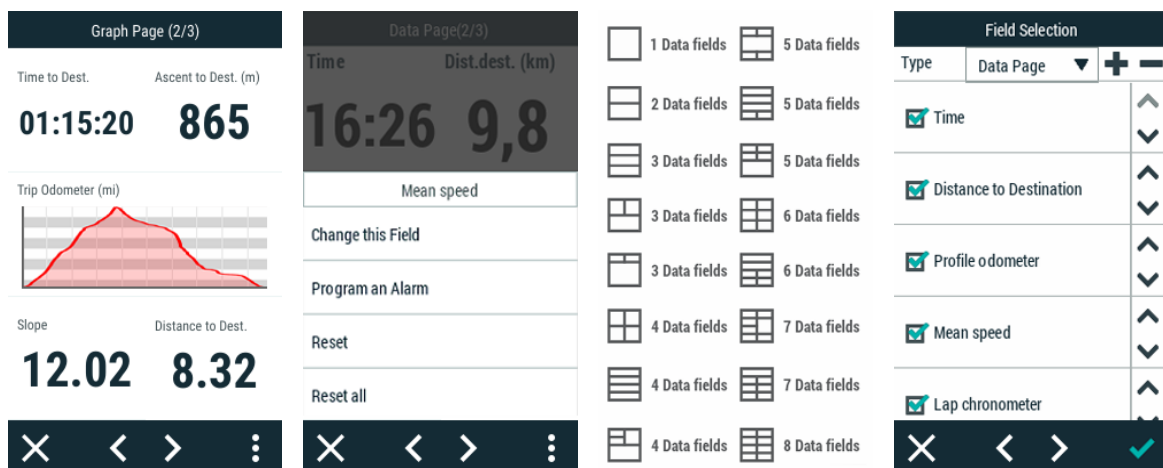 Graph Page (2/3)
Time to Dest. Ascent to Dest. (m)
01:15:20 865
Trip Odometer (mi)
Slope Distance to Dest.
12.02 8.32
Data Page(2/3)
Time Dist.dest. (km)
16:26 9,8
Mean speed
Change this Field
Program an Alarm
Reset
Reset all
1 Data fields 5 Data fields
2 Data fields 5 Data fields
3 Data fields 5 Data fields
3 Data fields 6 Data fields
3 Data fields 6 Data fields
4 Data fields 7 Data fields
4 Data fields 7 Data fields
4 Data fields 8 Data fields
Field Selection
Type Data Page
Time
Distance to Destination
Profile odometer
Mean speed
Lap chronometer